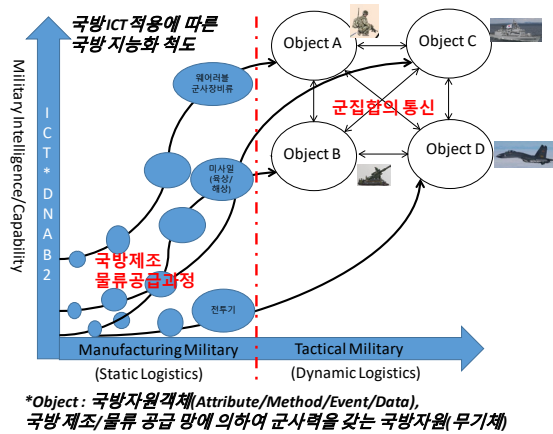 국방 ICT 적용에 따른
국방 지능화 척도
Military Intelligence/Capability
ICT* DNAB2
Object A
Object C
웨어러블
군사장비류
군집합의 통신
Object B
Object D
미사일
(육상/
해상)
국방제조
물류공급과정
전투기
Manufacturing Military
Tactical Military
(Static Logistics)
(Dynamic Logistics)
*Object : 국방자원객체(Attribute/Method/Event/Data),
국방 제조/물류 공급 망에 의하여 군사력을 갖는 국방자원(무기체)